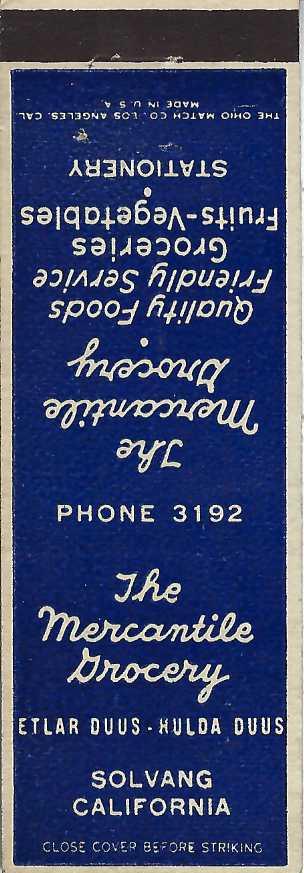 The
Mercantile
Grocery
Quality Foods
Friendly Service
Groceries
Fruits-Vegetables
STATIONERY
THE OHIO MATCH CO. LOS ANGELES, CAL
MADE IN U.S.A.
PHONE 3192
The
Mercantile
Grocery
ETLAR DUUS - HULDA DUUS
SOLVANG
CALIFORNIA
CLOSE COVER BEFORE STRIKING